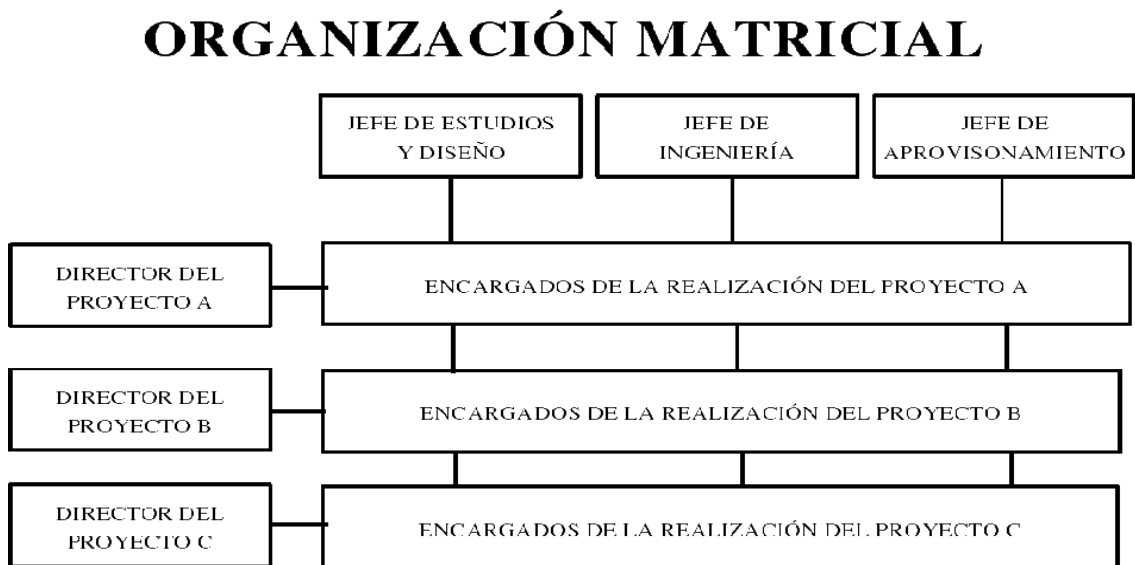 ORGANIZACIÓN MATRICIAL
JEFE DE ESTUDIOS
Y DISEÑO
JEFE DE
INGENIERÍA
JEFE DE
APROVISONAMIENTO
DIRECTOR DEL
PROYECTO A
ENCARGADOS DE LA REALIZACIÓN DEL PROYECTO A
DIRECTOR DEL
PROYECTO B
ENCARGADOS DE LA REALIZACIÓN DEL PROYECTO B
DIRECTOR DEL
PROYECTO C
ENCARGADOS DE LA REALIZACIÓN DEL PROYECTO C